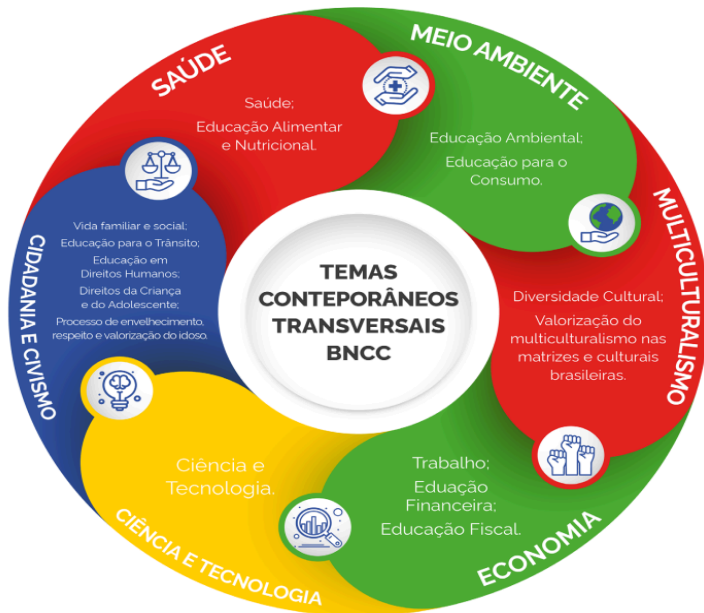 TEMAS
CONTEPORÂNEOS
TRANSVERSAIS
BNCC
SAÚDE
Saúde;
Educação Alimentar
e Nutricional.
MEIO AMBIENTE
Educação Ambiental;
Educação para o
Consumo.
MULTICULTURALISMO
Diversidade Cultural;
Valorização do
multiculturalismo nas
matrizes e culturais
brasileiras.
ECONOMIA
Trabalho;
Eduação
Financeira;
Educação Fiscal.
CIÊNCIA E TECNOLOGIA
Ciência e
Tecnologia.
CIDADANIA E CIVISMO
Vida familiar e social;
Educação para o Trânsito;
Educação em
Direitos Humanos;
Direitos da Criança
e do Adolescente;
Processo de envelhecimento,
respeito e valorização do idoso.